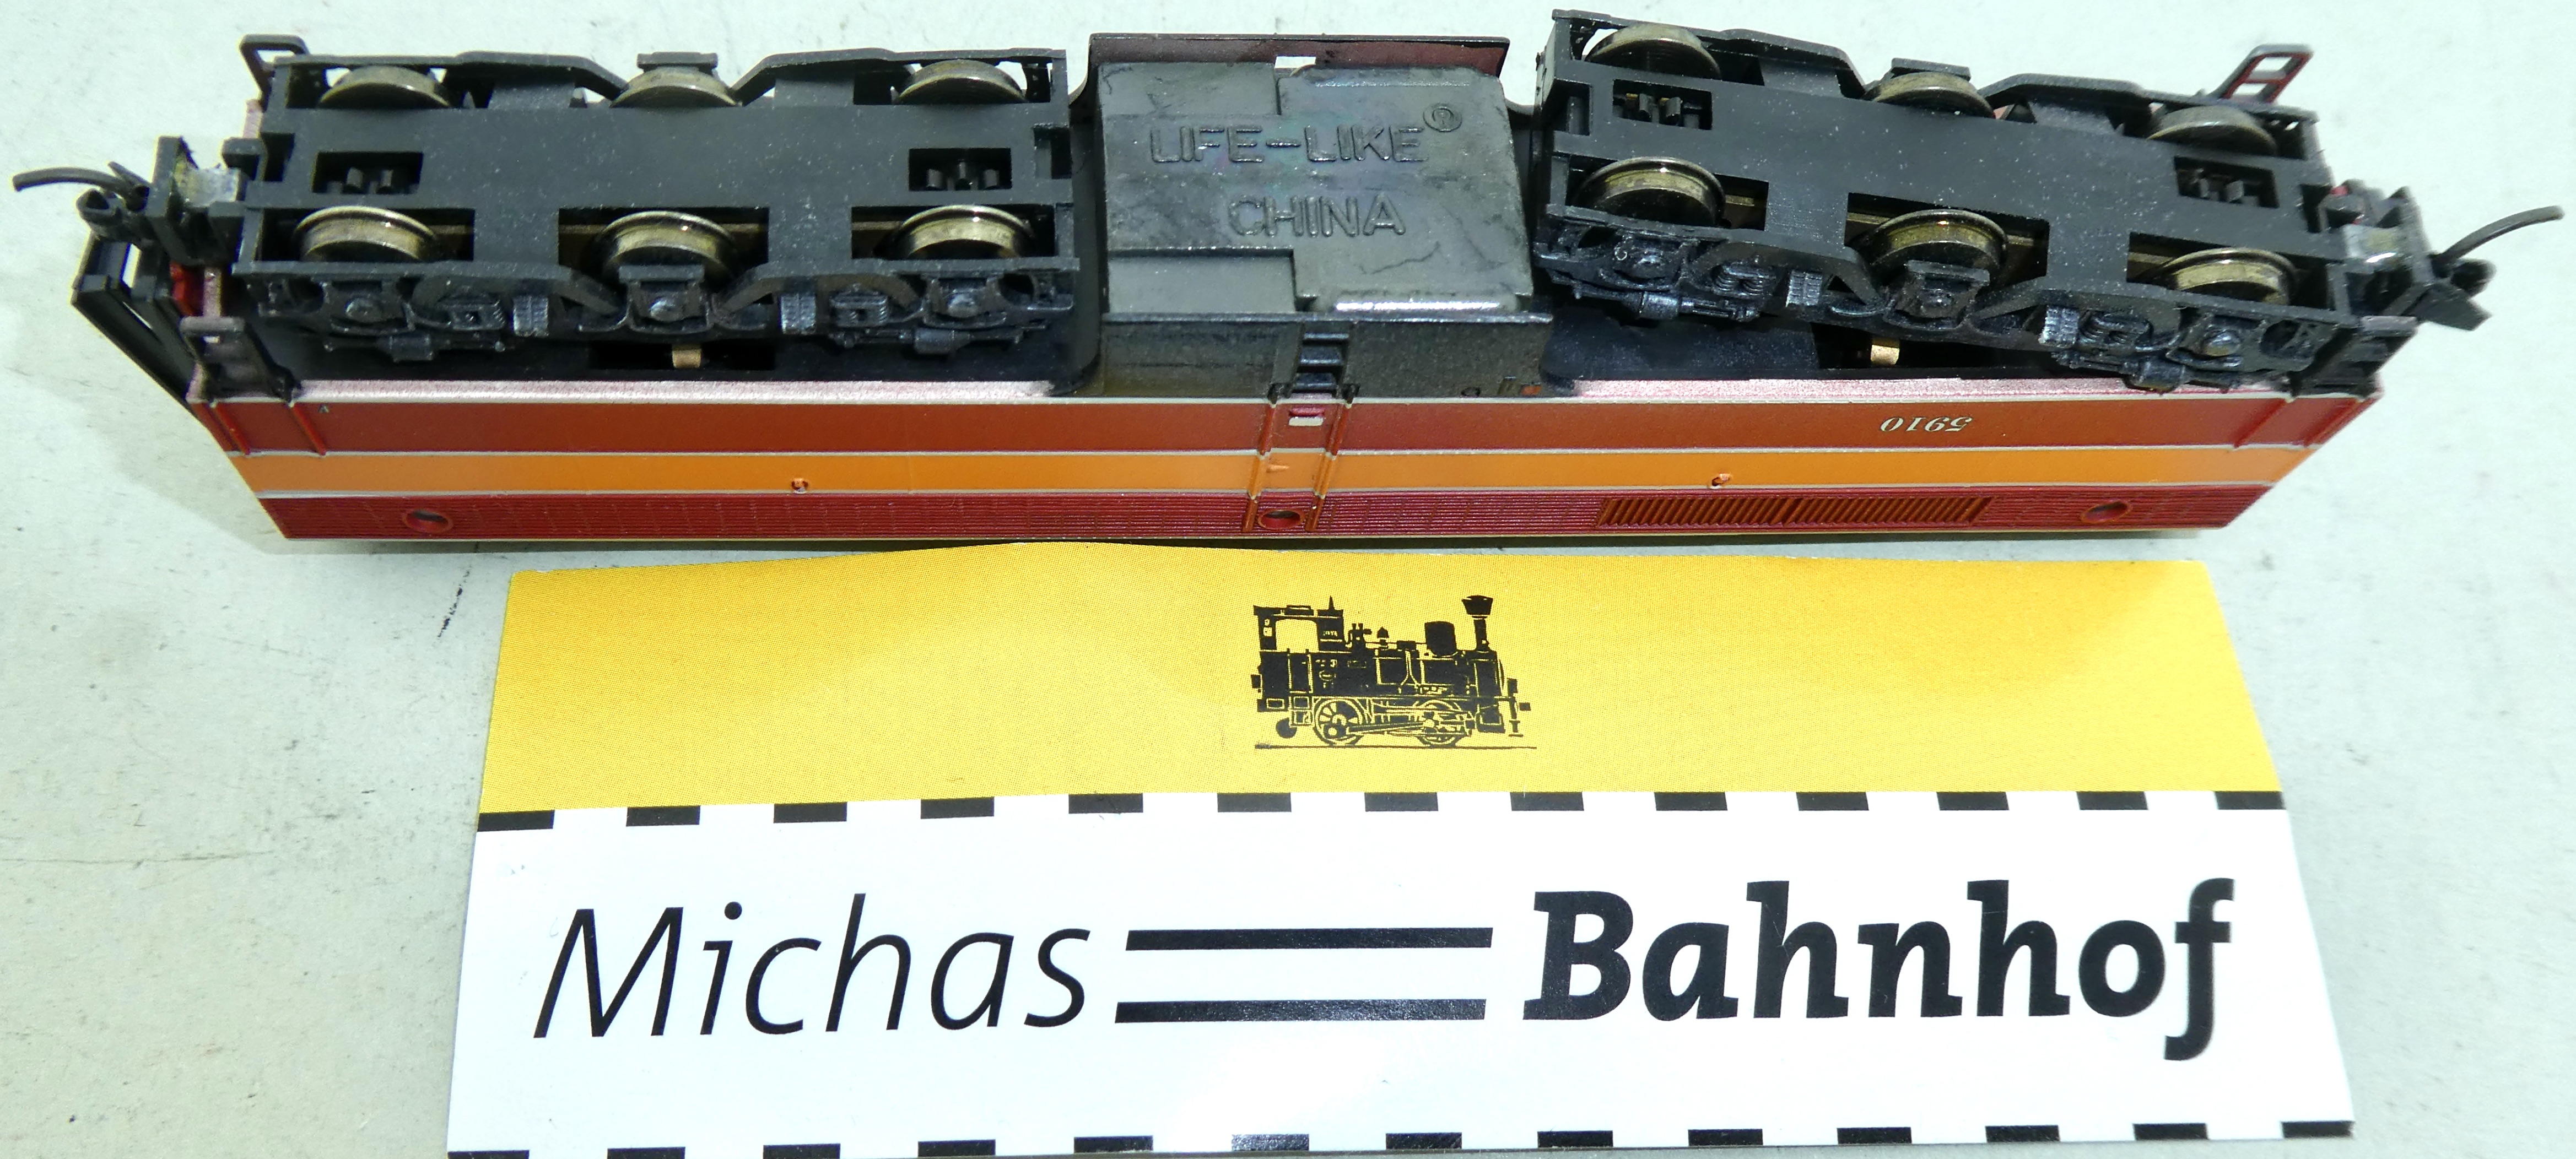 LIFE-LIKE®
CHINA
5910
Michas Bahnhof